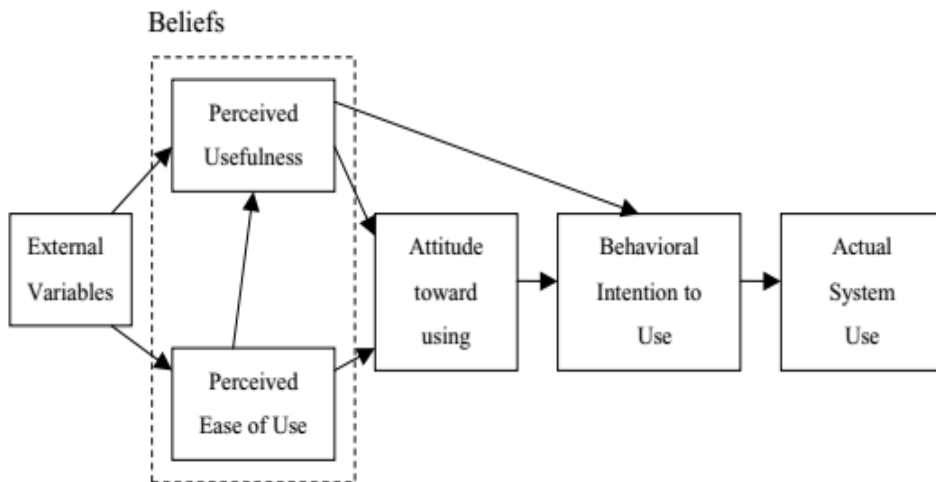 Beliefs
Perceived
Usefulness
External
Variables
Perceived
Ease of Use
Attitude
toward
using
Behavioral
Intention to
Use
Actual
System
Use